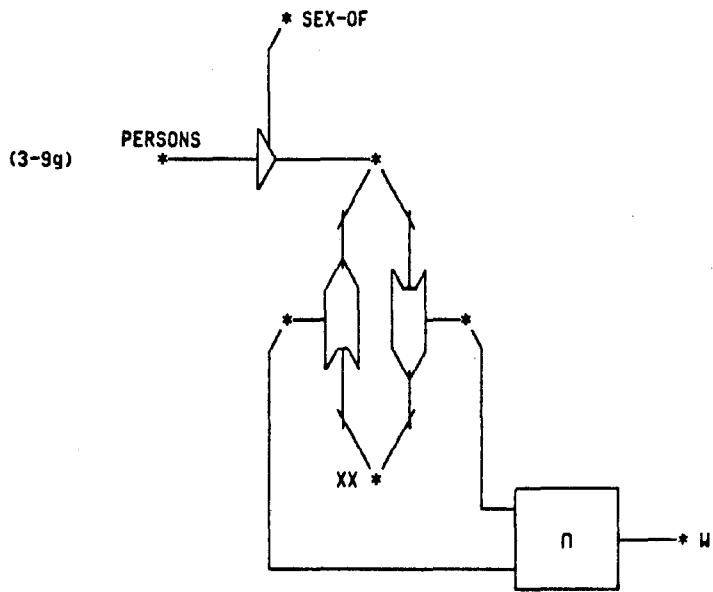 * SEX-OF
(3-9g)
PERSONS
*
*
*
*
XX *
∩
* W